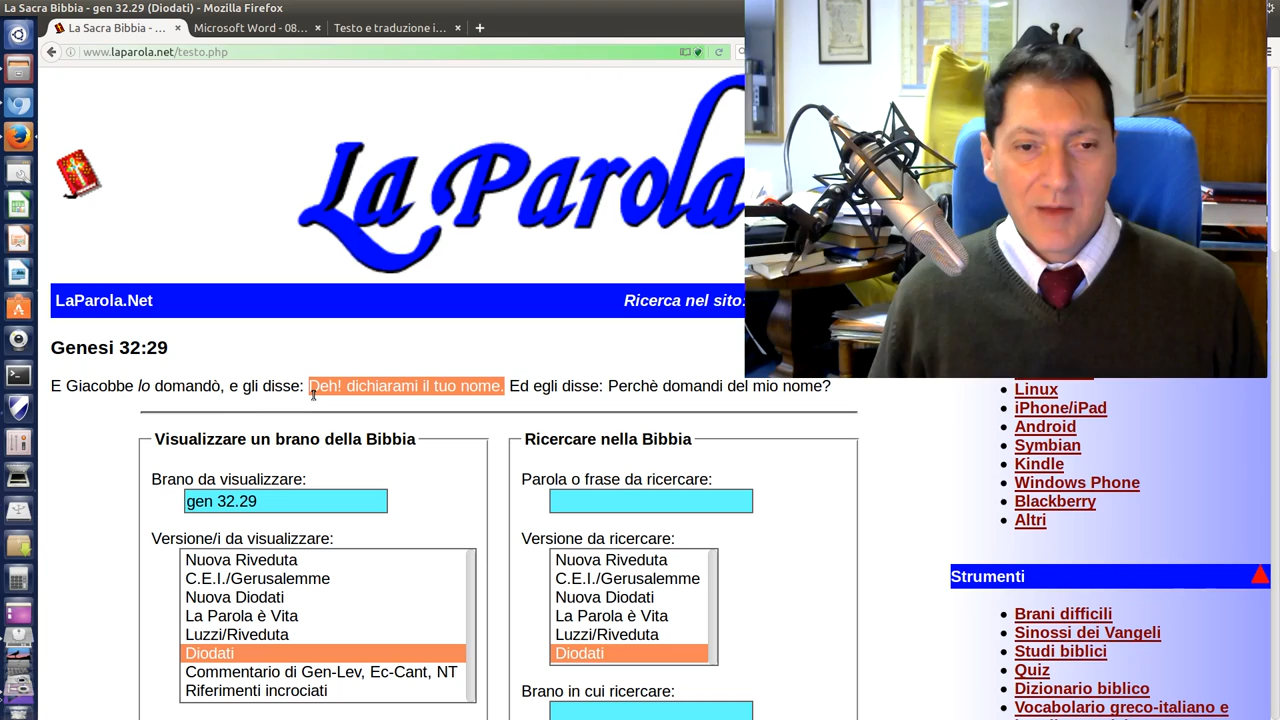 La Sacra Bibbia - gen 32.29 (Diodati) - Mozilla Firefox
La Sacra Bibbia - ... × Microsoft Word - 08... × Testo e traduzione i... × +
www.laparola.net/testo.php
La Parola
LaParola.Net Ricerca nel sito:
Genesi 32:29
E Giacobbe lo domandò, e gli disse: Deh! dichiarami il tuo nome. Ed egli disse: Perchè domandi del mio nome?
Visualizzare un brano della Bibbia
Brano da visualizzare:
gen 32.29
Versione/i da visualizzare:
Nuova Riveduta
C.E.I./Gerusalemme
Nuova Diodati
La Parola è Vita
Luzzi/Riveduta
Diodati
Commentario di Gen-Lev, Ec-Cant, NT
Riferimenti incrociati
Ricercare nella Bibbia
Parola o frase da ricercare:
Versione da ricercare:
Nuova Riveduta
C.E.I./Gerusalemme
Nuova Diodati
La Parola è Vita
Luzzi/Riveduta
Diodati
Brano in cui ricercare:
Linux
iPhone/iPad
Android
Symbian
Kindle
Windows Phone
Blackberry
Altri
Strumenti
Brani difficili
Sinossi dei Vangeli
Studi biblici
Quiz
Dizionario biblico
Vocabolario greco-italiano e